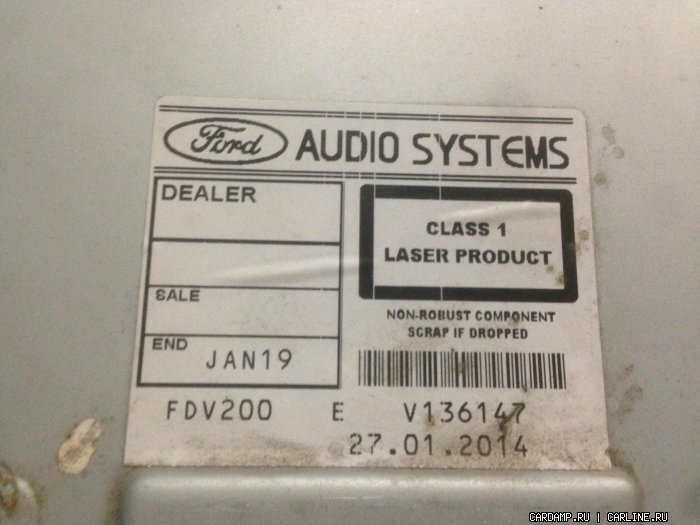 Ford AUDIO SYSTEMS
DEALER
CLASS 1
LASER PRODUCT
SALE
NON-ROBUST COMPONENT
SCRAP IF DROPPED
END JAN19
FDV200 E V136147
27.01.2014
CARDAMP.RU | CARLINE.RU